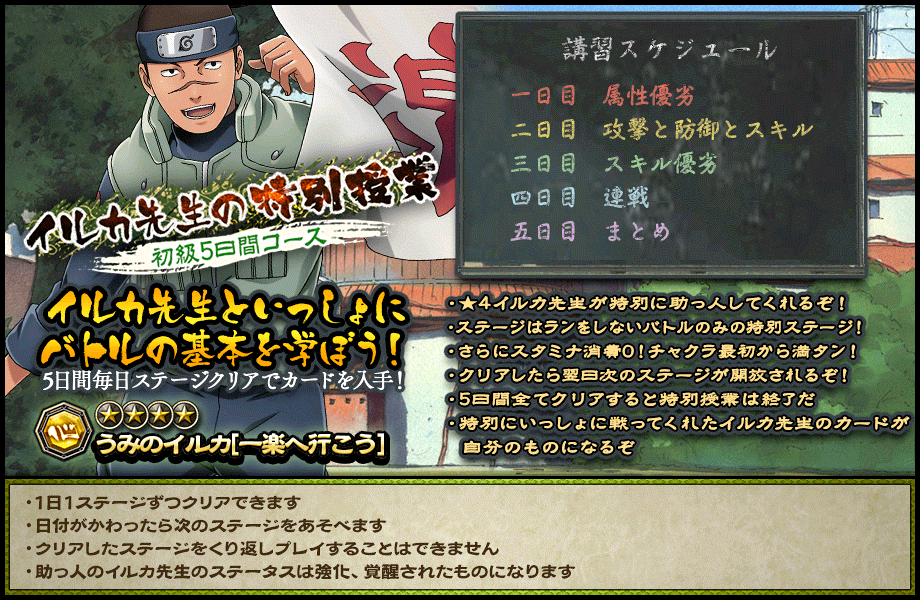 講習スケジュール
一日目 属性優劣
二日目 攻撃と防御とスキル
三日目 スキル優劣
四日目 連戦
五日目 まとめ
イルカ先生の特別授業
初級5日間コース
イルカ先生といっしょに
バトルの基本を学ぼう!
5日間毎日ステージクリアでカードを入手!
心 ★★★★
うみのイルカ[一楽へ行こう]
・★4イルカ先生が特別に助っ人してくれるぞ!
・ステージはランをしないバトルのみの特別ステージ!
・さらにスタミナ消費0!チャクラ最初から満タン!
・クリアしたら翌日次のステージが開放されるぞ!
・5日間全てクリアすると特別授業は終了だ
・特別にいっしょに戦ってくれたイルカ先生のカードが
自分のものになるぞ
・1日1ステージずつクリアできます
・日付がかわったら次のステージをあそべます
・クリアしたステージをくり返しプレイすることはできません
・助っ人のイルカ先生のステータスは強化、覚醒されたものになります